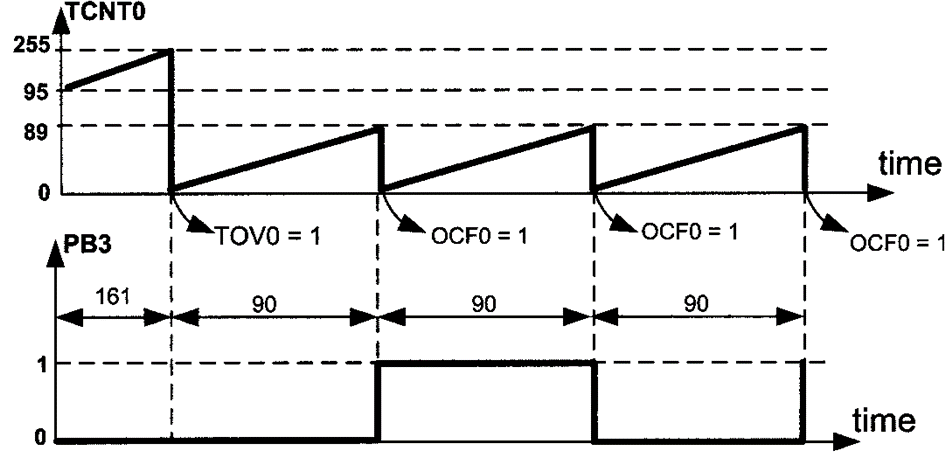 TCNT0
255
95
89
0
time
TOV0 = 1
OCF0 = 1
OCF0 = 1
OCF0 = 1
PB3
161
90
90
90
1
0
time